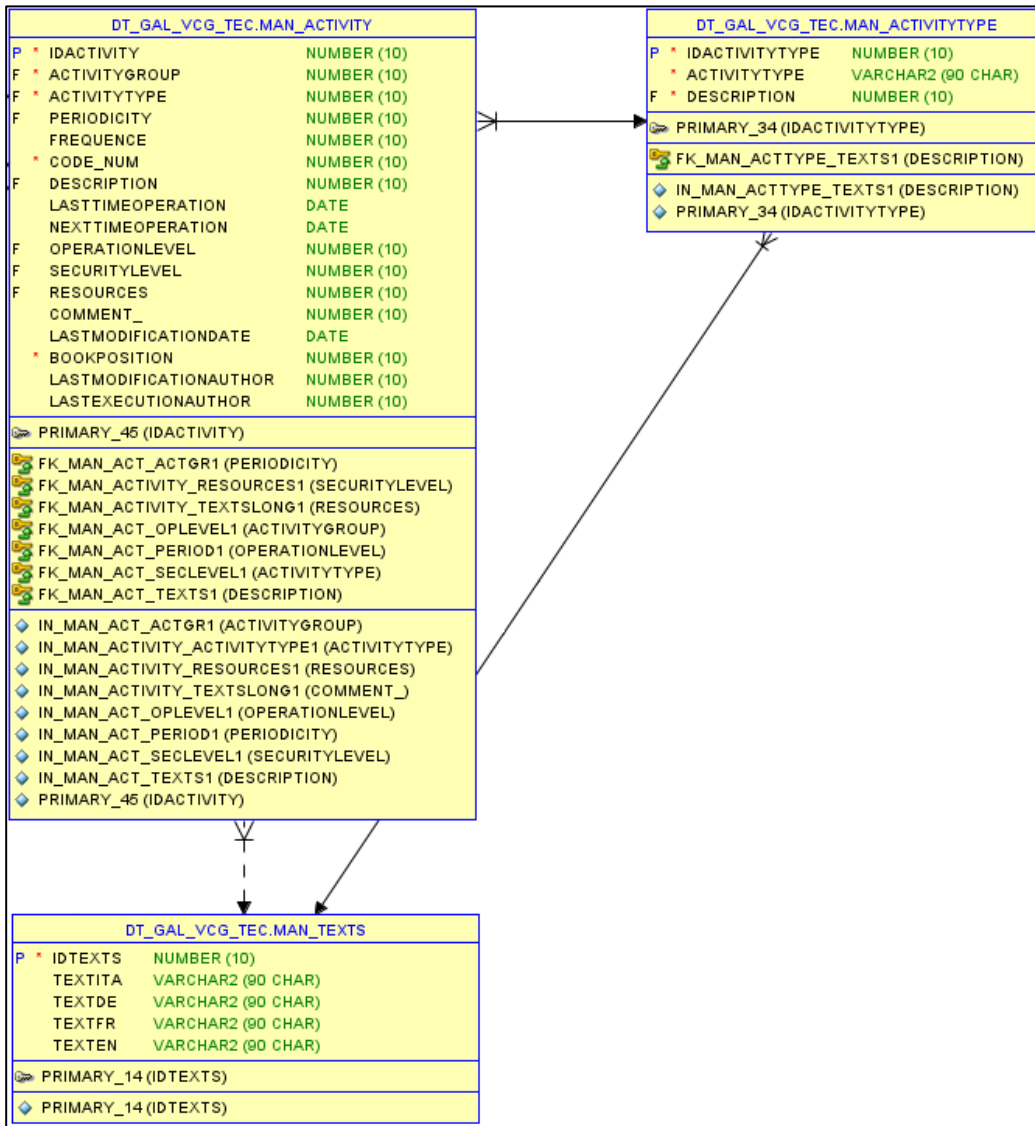 DT_GAL_VCG_TEC.MAN_ACTIVITY
P * IDACTIVITY NUMBER (10)
F * ACTIVITYGROUP NUMBER (10)
F * ACTIVITYTYPE NUMBER (10)
F PERIODICITY NUMBER (10)
FREQUENCE NUMBER (10)
* CODE_NUM NUMBER (10)
F DESCRIPTION NUMBER (10)
LASTTIMEOPERATION DATE
NEXTTIMEOPERATION DATE
F OPERATIONLEVEL NUMBER (10)
F SECURITYLEVEL NUMBER (10)
F RESOURCES NUMBER (10)
COMMENT_ NUMBER (10)
LASTMODIFICATIONDATE DATE
* BOOKPOSITION NUMBER (10)
LASTMODIFICATIONAUTHOR NUMBER (10)
LASTEXECUTIONAUTHOR NUMBER (10)
PRIMARY_45 (IDACTIVITY)
FK_MAN_ACT_ACTGR1 (PERIODICITY)
FK_MAN_ACTIVITY_RESOURCES1 (SECURITYLEVEL)
FK_MAN_ACTIVITY_TEXTSLONG1 (RESOURCES)
FK_MAN_ACT_OPLEVEL1 (ACTIVITYGROUP)
FK_MAN_ACT_PERIOD1 (OPERATIONLEVEL)
FK_MAN_ACT_SECLEVEL1 (ACTIVITYTYPE)
FK_MAN_ACT_TEXTS1 (DESCRIPTION)
IN_MAN_ACT_ACTGR1 (ACTIVITYGROUP)
IN_MAN_ACTIVITY_ACTIVITYTYPE1 (ACTIVITYTYPE)
IN_MAN_ACTIVITY_RESOURCES1 (RESOURCES)
IN_MAN_ACTIVITY_TEXTSLONG1 (COMMENT_)
IN_MAN_ACT_OPLEVEL1 (OPERATIONLEVEL)
IN_MAN_ACT_PERIOD1 (PERIODICITY)
IN_MAN_ACT_SECLEVEL1 (SECURITYLEVEL)
IN_MAN_ACT_TEXTS1 (DESCRIPTION)
PRIMARY_45 (IDACTIVITY)
DT_GAL_VCG_TEC.MAN_ACTIVITYTYPE
P * IDACTIVITYTYPE NUMBER (10)
* ACTIVITYTYPE VARCHAR2 (90 CHAR)
F * DESCRIPTION NUMBER (10)
PRIMARY_34 (IDACTIVITYTYPE)
FK_MAN_ACTTYPE_TEXTS1 (DESCRIPTION)
IN_MAN_ACTTYPE_TEXTS1 (DESCRIPTION)
PRIMARY_34 (IDACTIVITYTYPE)
DT_GAL_VCG_TEC.MAN_TEXTS
P * IDTEXTS NUMBER (10)
TEXTITA VARCHAR2 (90 CHAR)
TEXTDE VARCHAR2 (90 CHAR)
TEXTFR VARCHAR2 (90 CHAR)
TEXTEN VARCHAR2 (90 CHAR)
PRIMARY_14 (IDTEXTS)
PRIMARY_14 (IDTEXTS)